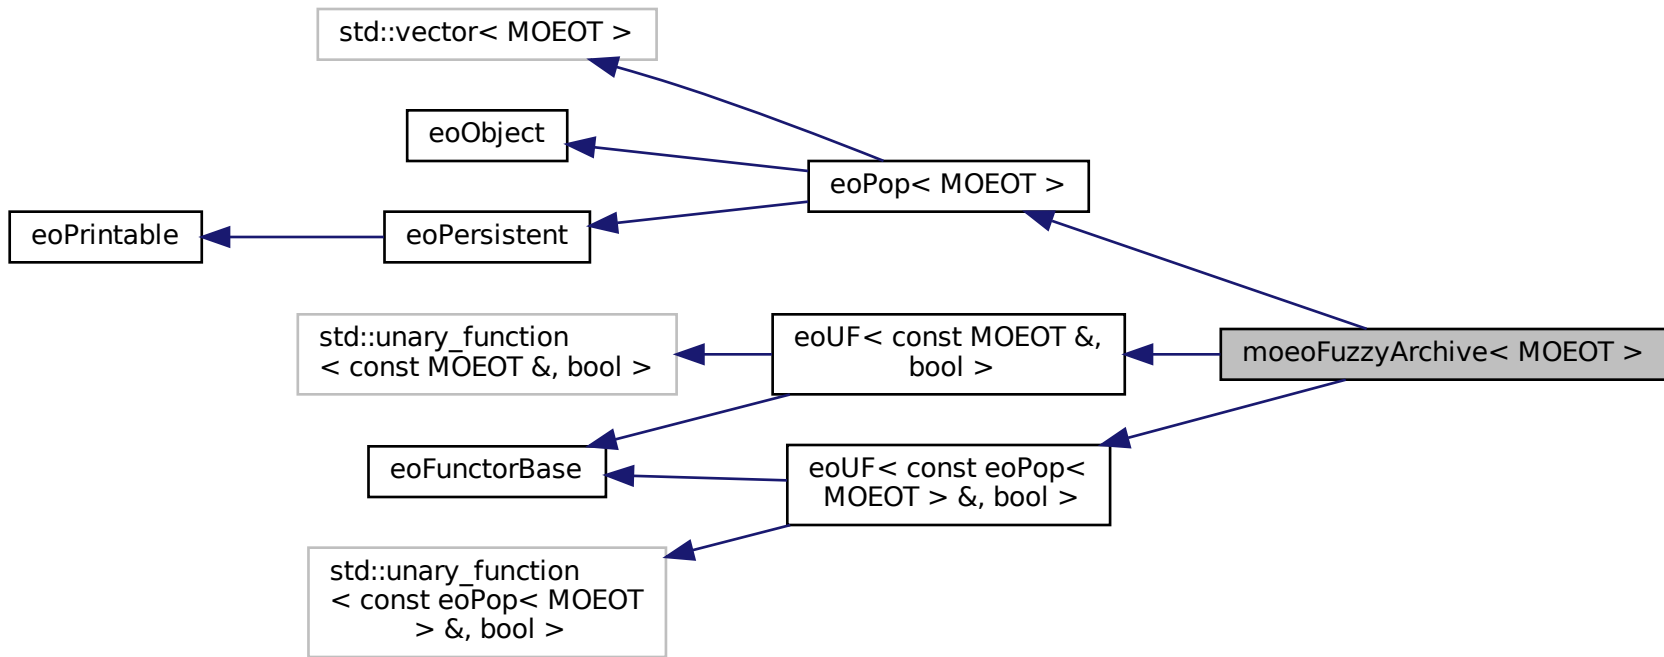 std::vector< MOEOT >
eoObject
eoPop< MOEOT >
eoPrintable
eoPersistent
std::unary_function
< const MOEOT &, bool >
eoUF< const MOEOT &,
bool >
moeoFuzzyArchive< MOEOT >
eoFunctorBase
eoUF< const eoPop<
MOEOT > &, bool >
std::unary_function
< const eoPop< MOEOT
> &, bool >